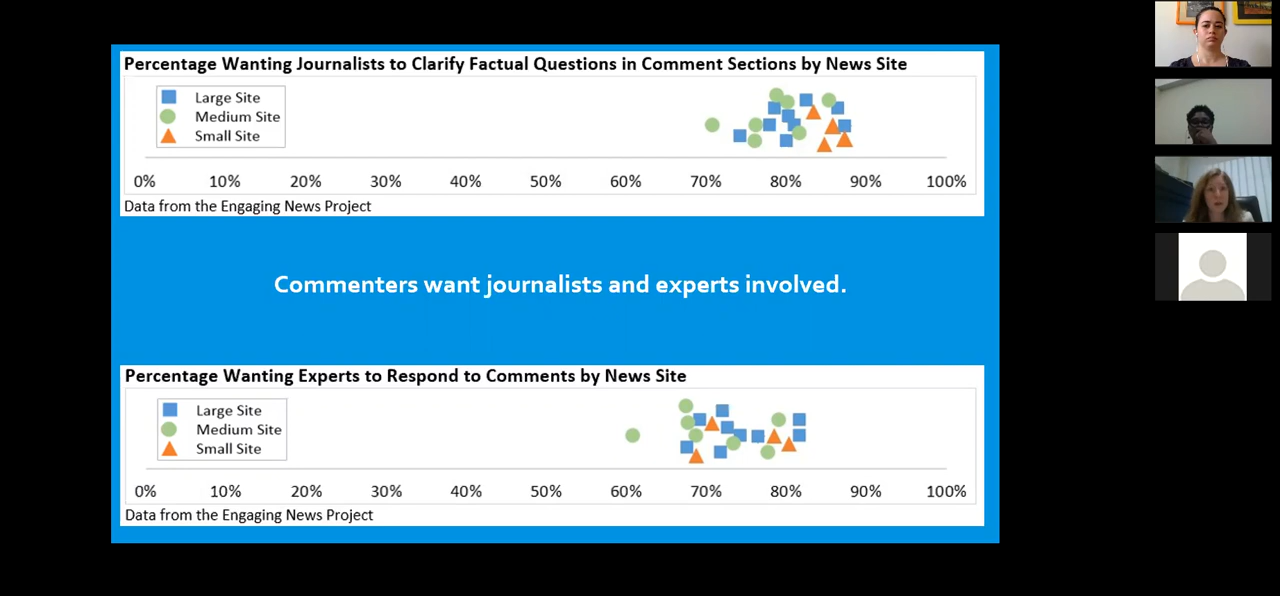 Percentage Wanting Journalists to Clarify Factual Questions in Comment Sections by News Site
Large Site
Medium Site
Small Site
0% 10% 20% 30% 40% 50% 60% 70% 80% 90% 100%
Data from the Engaging News Project
Commenters want journalists and experts involved.
Percentage Wanting Experts to Respond to Comments by News Site
Large Site
Medium Site
Small Site
0% 10% 20% 30% 40% 50% 60% 70% 80% 90% 100%
Data from the Engaging News Project